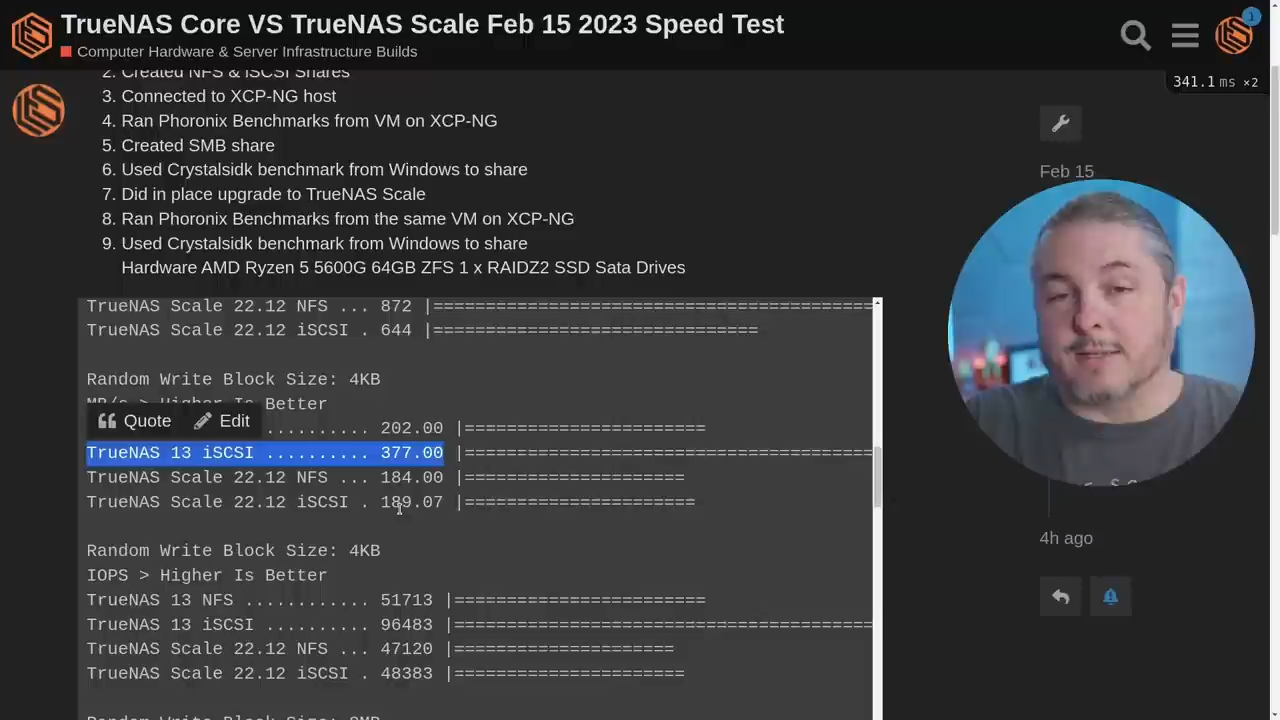 TrueNAS Core VS TrueNAS Scale Feb 15 2023 Speed Test
Computer Hardware & Server Infrastructure Builds
1
341.1 ms ×2
2. Created NFS & iSCSI Shares
3. Connected to XCP-NG host
4. Ran Phoronix Benchmarks from VM on XCP-NG
5. Created SMB share
6. Used Crystalsidk benchmark from Windows to share
7. Did in place upgrade to TrueNAS Scale
8. Ran Phoronix Benchmarks from the same VM on XCP-NG
9. Used Crystalsidk benchmark from Windows to share
Hardware AMD Ryzen 5 5600G 64GB ZFS 1 x RAIDZ2 SSD Sata Drives
Feb 15
TrueNAS Scale 22.12 NFS ... 872 |========================================
TrueNAS Scale 22.12 iSCSI . 644 |===============================
Random Write Block Size: 4KB
MB/s > Higher Is Better
Quote Edit
.......... 202.00 |=======================
TrueNAS 13 iSCSI .......... 377.00 |=======================================
TrueNAS Scale 22.12 NFS ... 184.00 |=====================
TrueNAS Scale 22.12 iSCSI . 189.07 |======================
Random Write Block Size: 4KB
IOPS > Higher Is Better
TrueNAS 13 NFS ............ 51713 |========================
TrueNAS 13 iSCSI .......... 96483 |========================================
TrueNAS Scale 22.12 NFS ... 47120 |=====================
TrueNAS Scale 22.12 iSCSI . 48383 |======================
4h ago